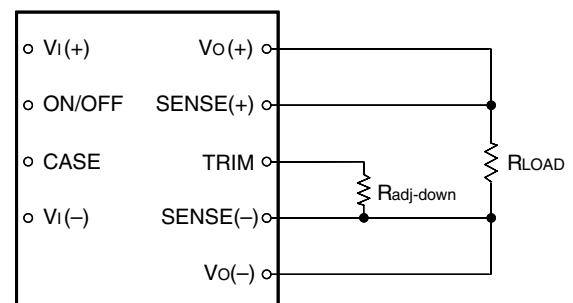 VI(+) VO(+)
ON/OFF SENSE(+)
CASE TRIM RLOAD
Radj-down
VI(–) SENSE(–)
VO(–)